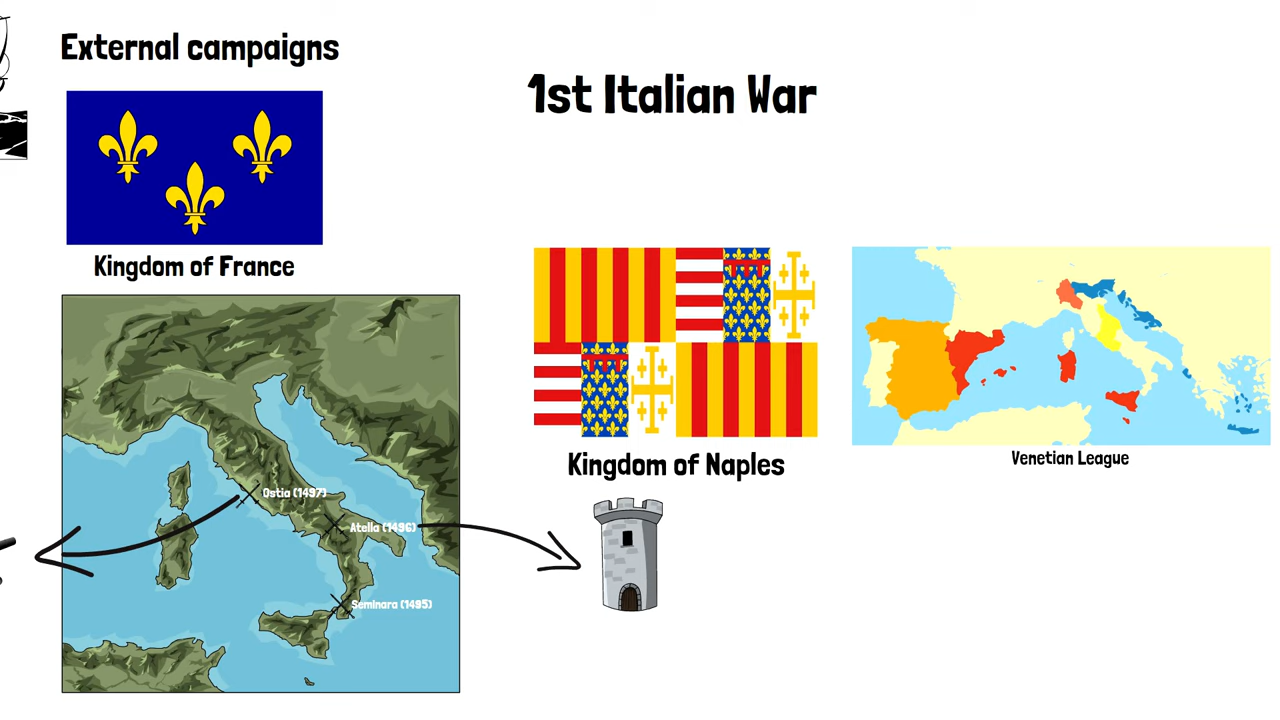 External campaigns
1st Italian War
Kingdom of France
Kingdom of Naples
Venetian League
Ostia (1497)
Atella (1496)
Seminara (1495)